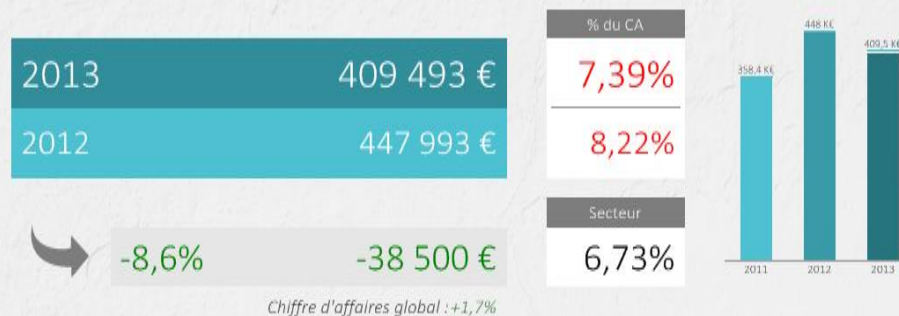 % du CA
2013 409 493 € 7,39%
2012 447 993 € 8,22%
-8,6% -38 500 €
Chiffre d'affaires global : +1,7%
Secteur
6,73%
358,4 K€
448 K€
409,5 K€
2011 2012 2013